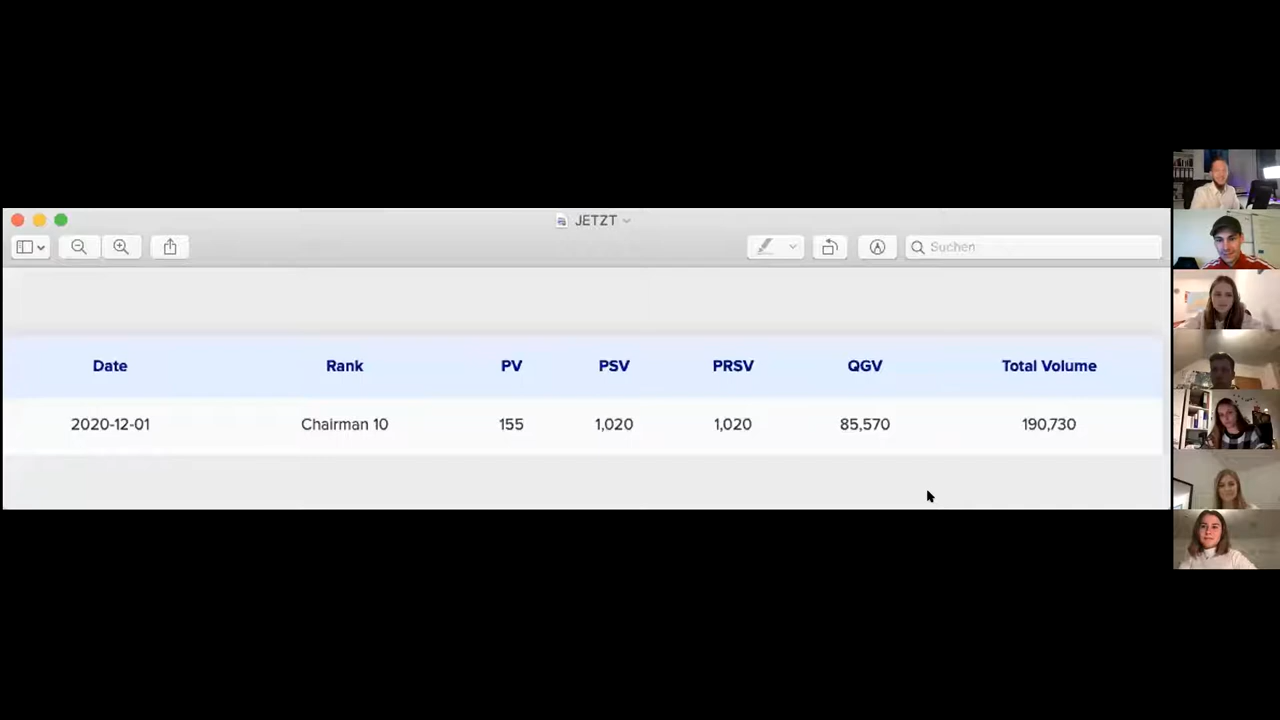 JETZT
Suchen
Date Rank PV PSV PRSV QGV Total Volume
2020-12-01 Chairman 10 155 1,020 1,020 85,570 190,730